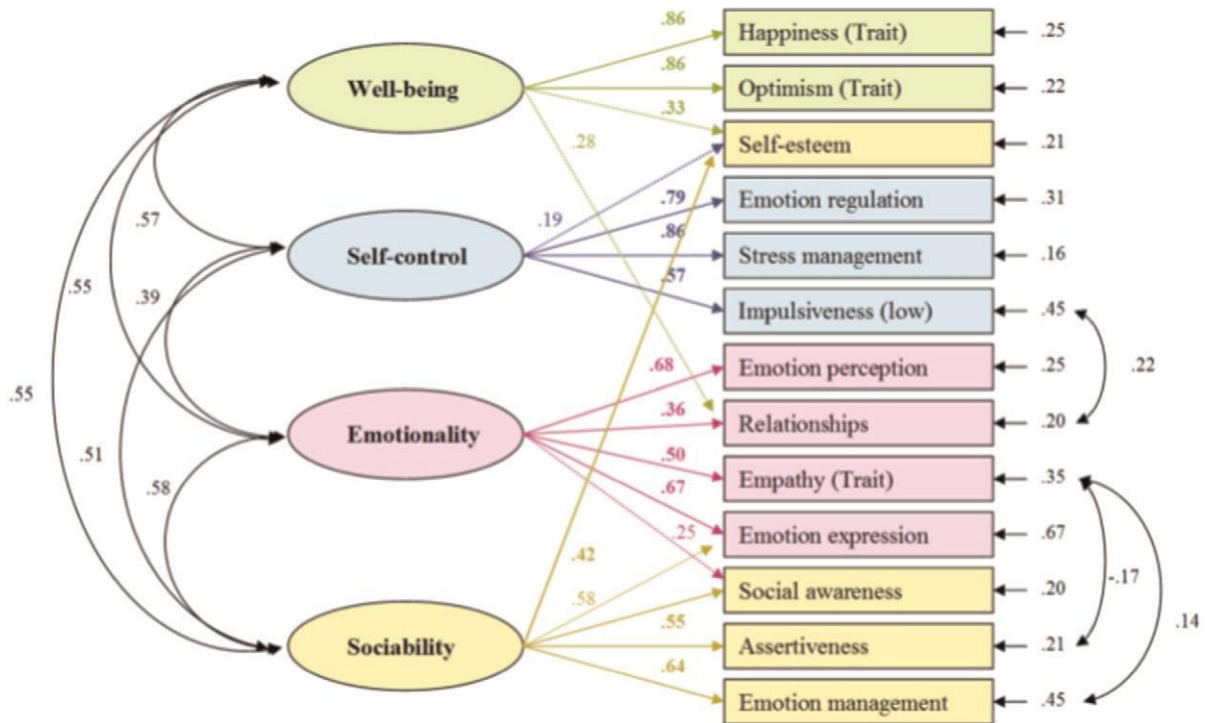 .86
Happiness (Trait)
.25
Well-being
.86
Optimism (Trait)
.22
.33
.28
Self-esteem
.21
.57
.19
.79
Emotion regulation
.31
Self-control
.86
Stress management
.16
.55
.39
.57
Impulsiveness (low)
.45
.68
Emotion perception
.25
.22
.55
.36
Relationships
.20
Emotionality
.51
.50
Empathy (Trait)
.35
.58
.67
Emotion expression
.67
.25
.42
-.17
.58
Social awareness
.20
.14
Sociability
.55
Assertiveness
.21
.64
Emotion management
.45